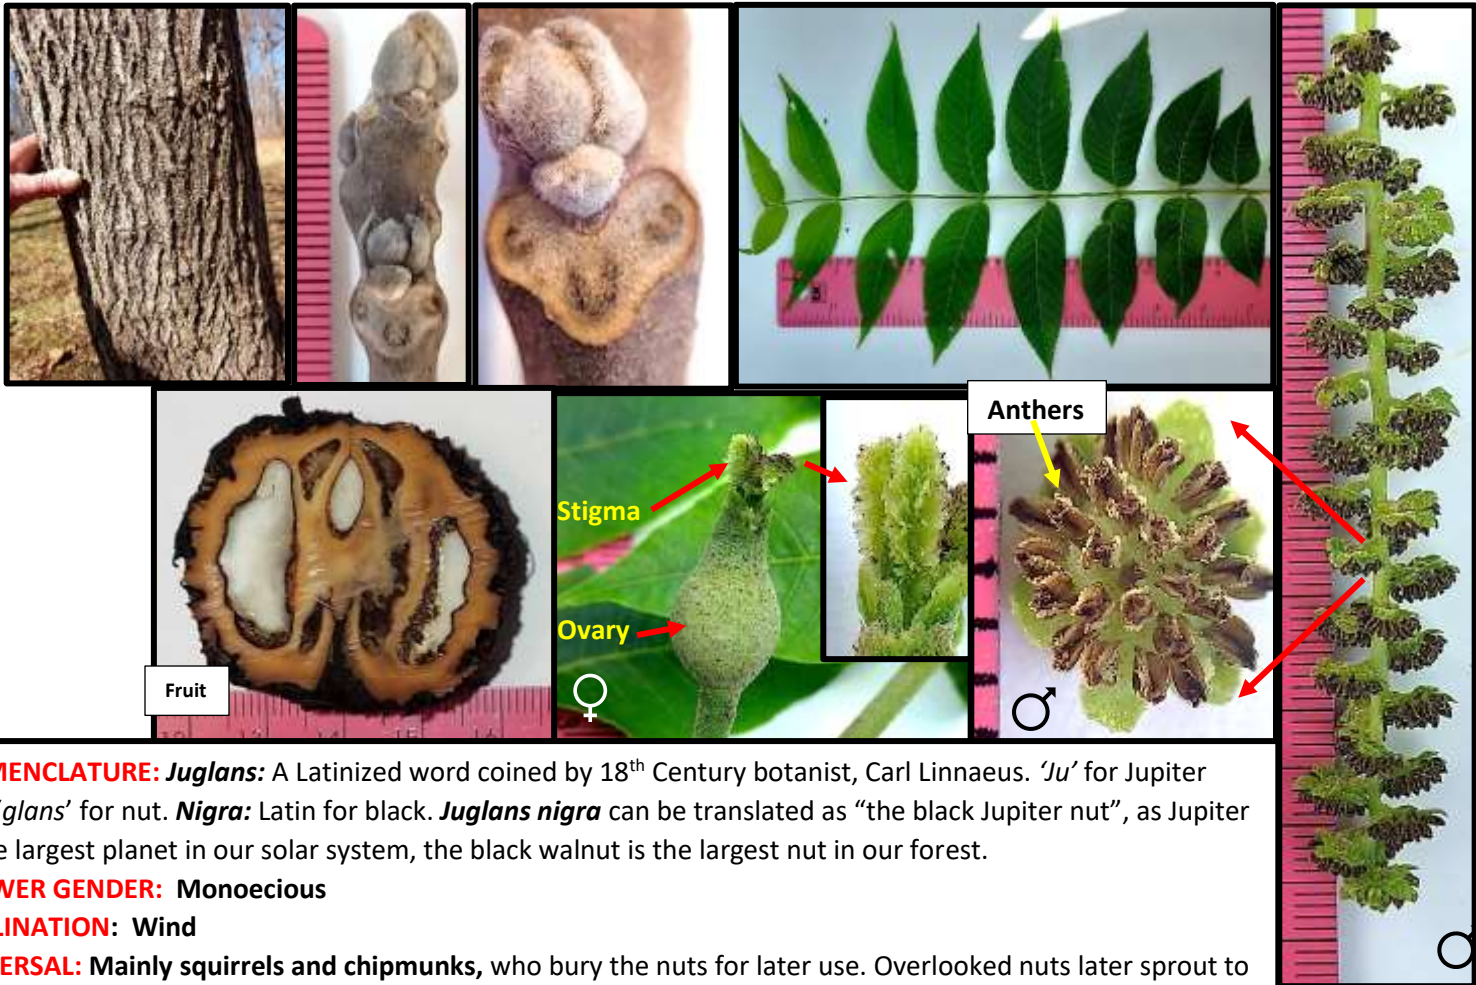 Anthers
Stigma
Ovary
♀
♂
Fruit
MENCLATURE: Juglans: A Latinized word coined by 18th Century botanist, Carl Linnaeus. ‘Ju’ for Jupiter
‘glans’ for nut. Nigra: Latin for black. Juglans nigra can be translated as “the black Jupiter nut”, as Jupiter
e largest planet in our solar system, the black walnut is the largest nut in our forest.
WER GENDER: Monoecious
LINATION: Wind
ERSAL: Mainly squirrels and chipmunks, who bury the nuts for later use. Overlooked nuts later sprout to
♂